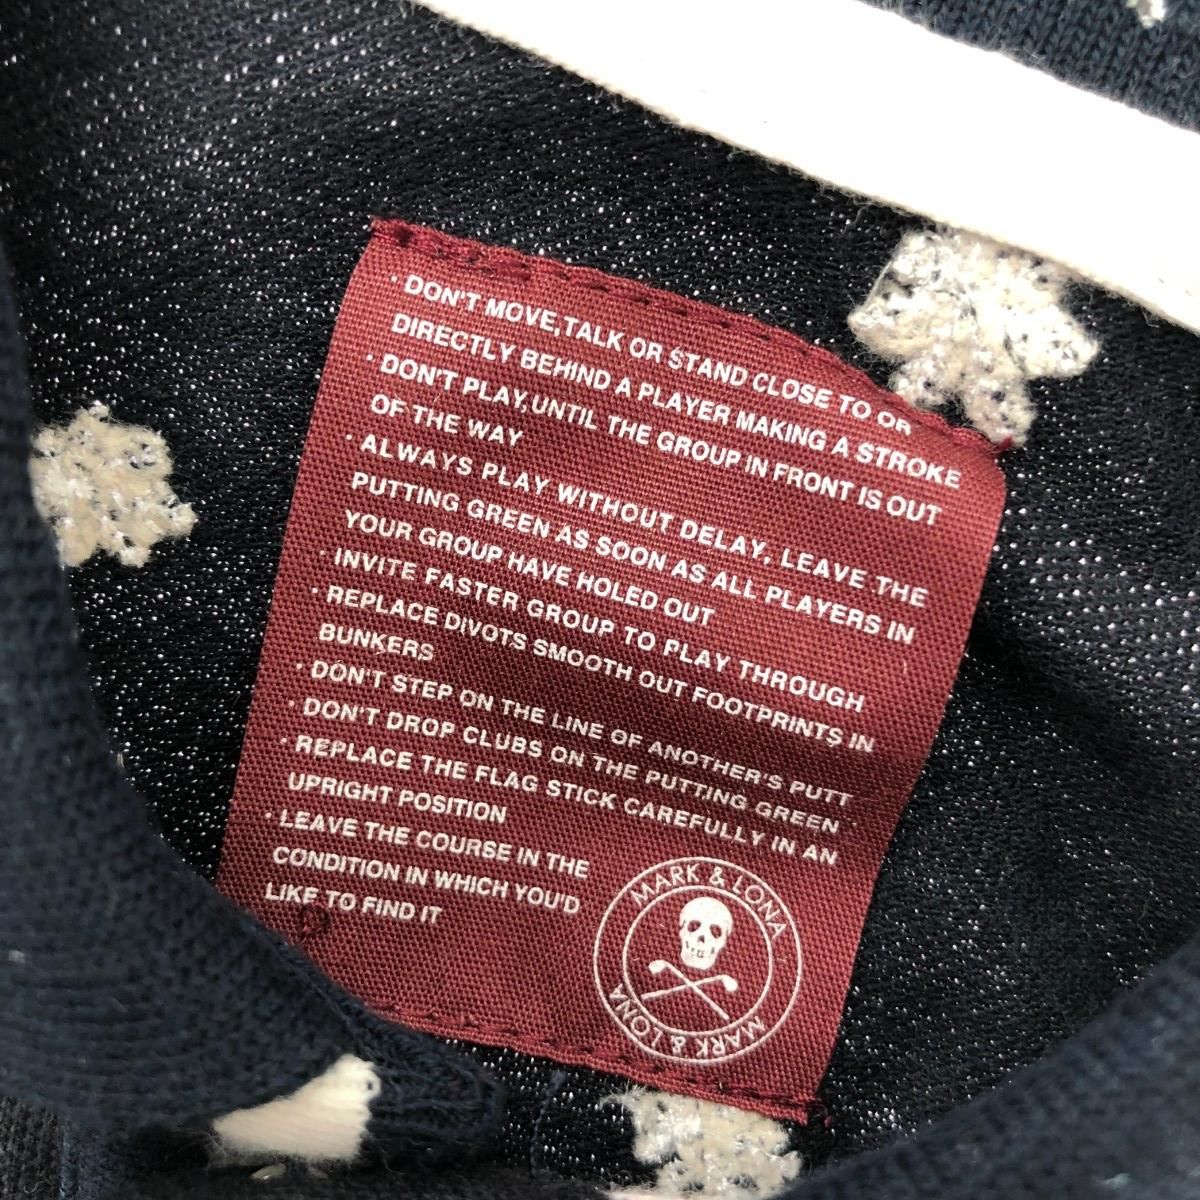 · DON'T MOVE, TALK OR STAND CLOSE TO OR
DIRECTLY BEHIND A PLAYER MAKING A STROKE
· DON'T PLAY, UNTIL THE GROUP IN FRONT IS OUT
OF THE WAY
· ALWAYS PLAY WITHOUT DELAY, LEAVE THE
PUTTING GREEN AS SOON AS ALL PLAYERS IN
YOUR GROUP HAVE HOLED OUT
· INVITE FASTER GROUP TO PLAY THROUGH
· REPLACE DIVOTS SMOOTH OUT FOOTPRINTS IN
BUNKERS
· DON'T STEP ON THE LINE OF ANOTHER'S PUTT
· DON'T DROP CLUBS ON THE PUTTING GREEN
· REPLACE THE FLAG STICK CAREFULLY IN AN
UPRIGHT POSITION
· LEAVE THE COURSE IN THE
CONDITION IN WHICH YOU'D
LIKE TO FIND IT
MARK & LONA
MARK & LONA